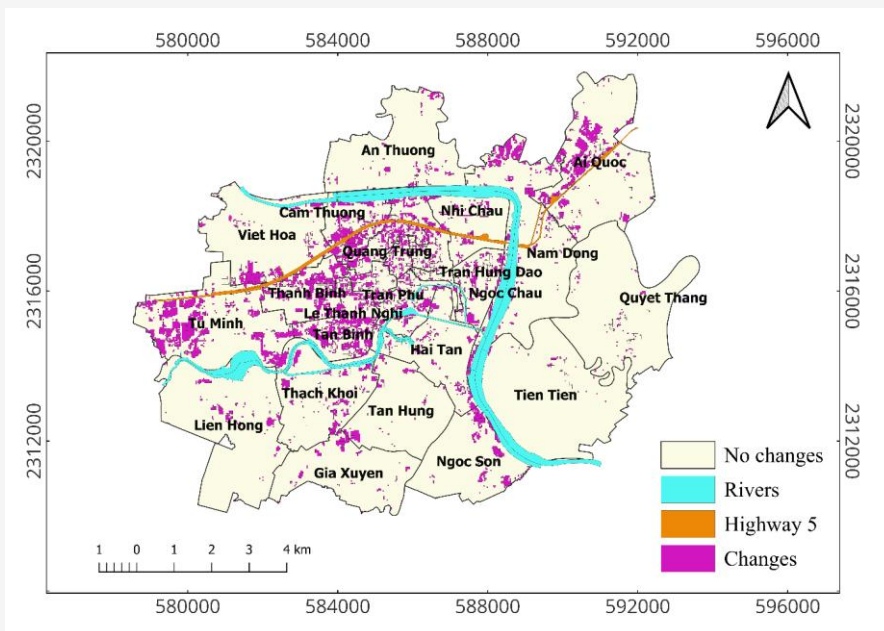 580000 584000 588000 592000 596000
2320000
2320000
An Thuong
Ai Quoc
Cam Thuong
Nhi Chau
Viet Hoa
Quang Trung
Nam Dong
Tran Hung Dao
2316000
2316000
Thanh Binh
Tran Phu
Ngoc Chau
Quyet Thang
Le Thanh Nghi
Tu Minh
Tan Binh
Hai Tan
Thach Khoi
Tien Tien
Tan Hung
Lien Hong
2312000
2312000
Gia Xuyen
Ngoc Son
No changes
Rivers
Highway 5
Changes
1 0 1 2 3 4 km
580000 584000 588000 592000 596000